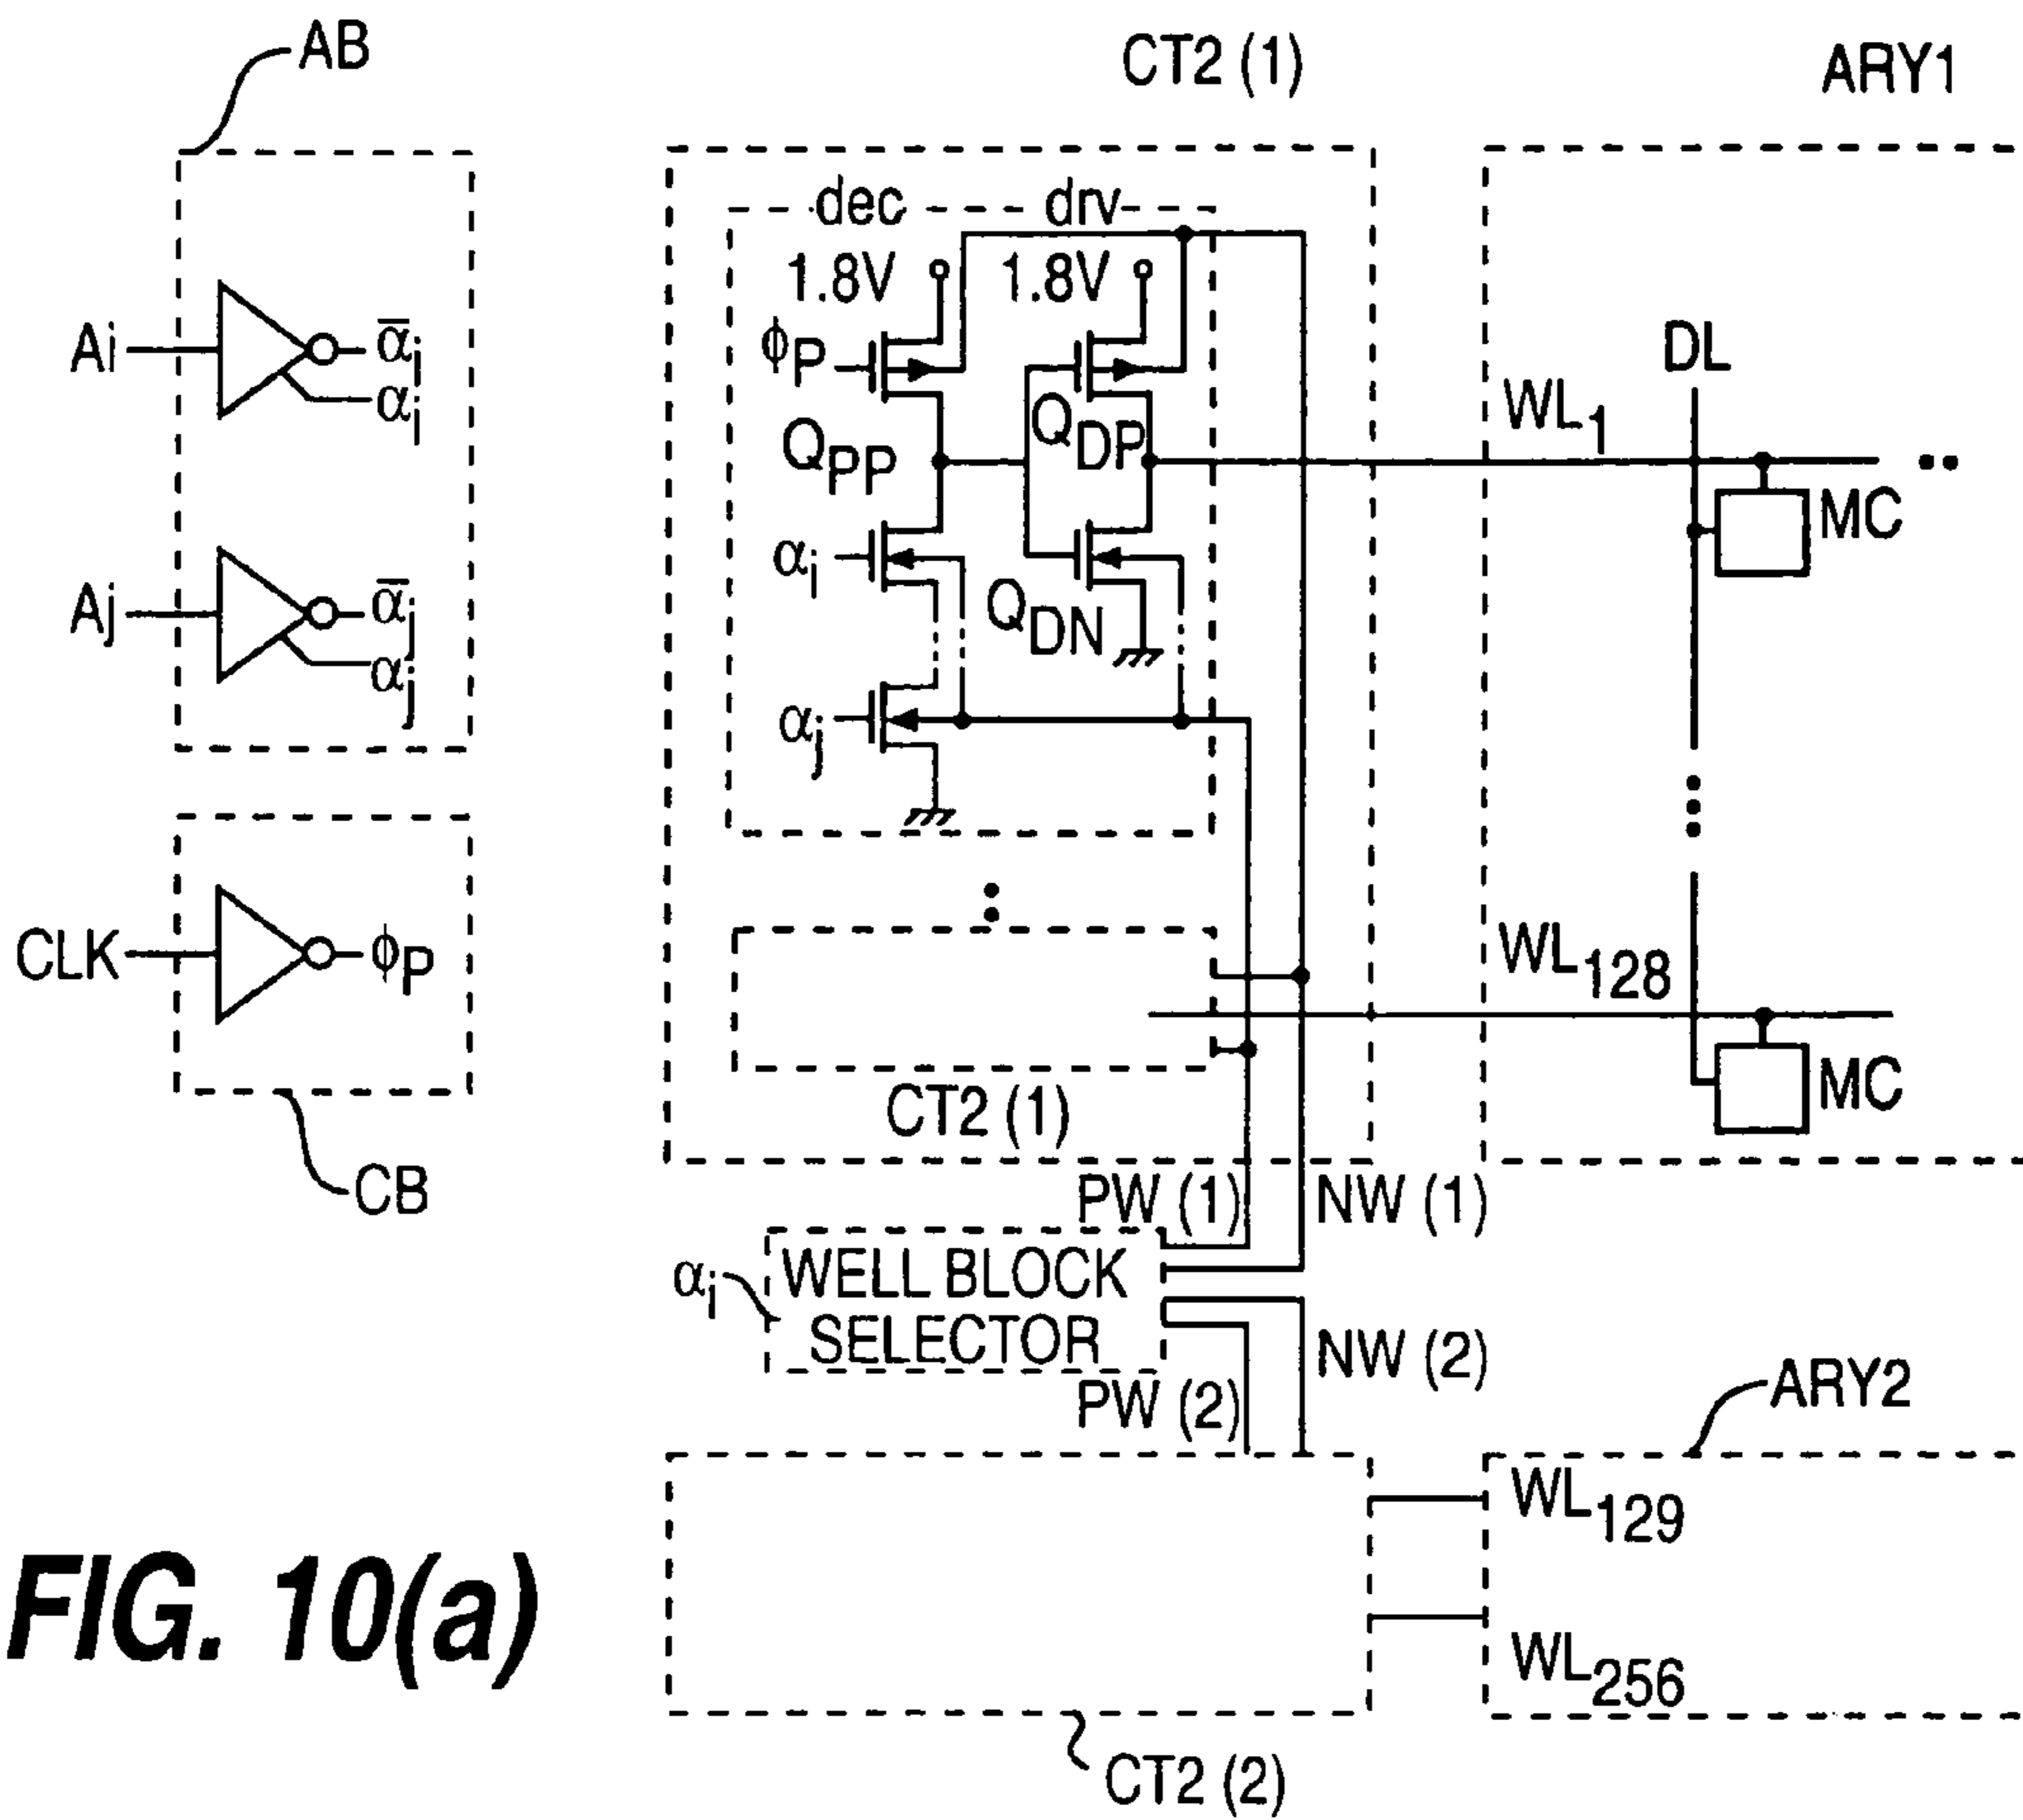 AB
CT2 (1)
ARY1
dec
drv
1.8V
1.8V
Ai
ᾱi
αi
ϕP
QPP
QDP
WL1
DL
MC
αi
QDN
Aj
ᾱj
αj
αj
CLK
ϕP
CB
WL128
MC
CT2 (1)
PW (1)
NW (1)
αi
WELL BLOCK
SELECTOR
PW (2)
NW (2)
ARY2
WL129
WL256
CT2 (2)
FIG. 10(a)